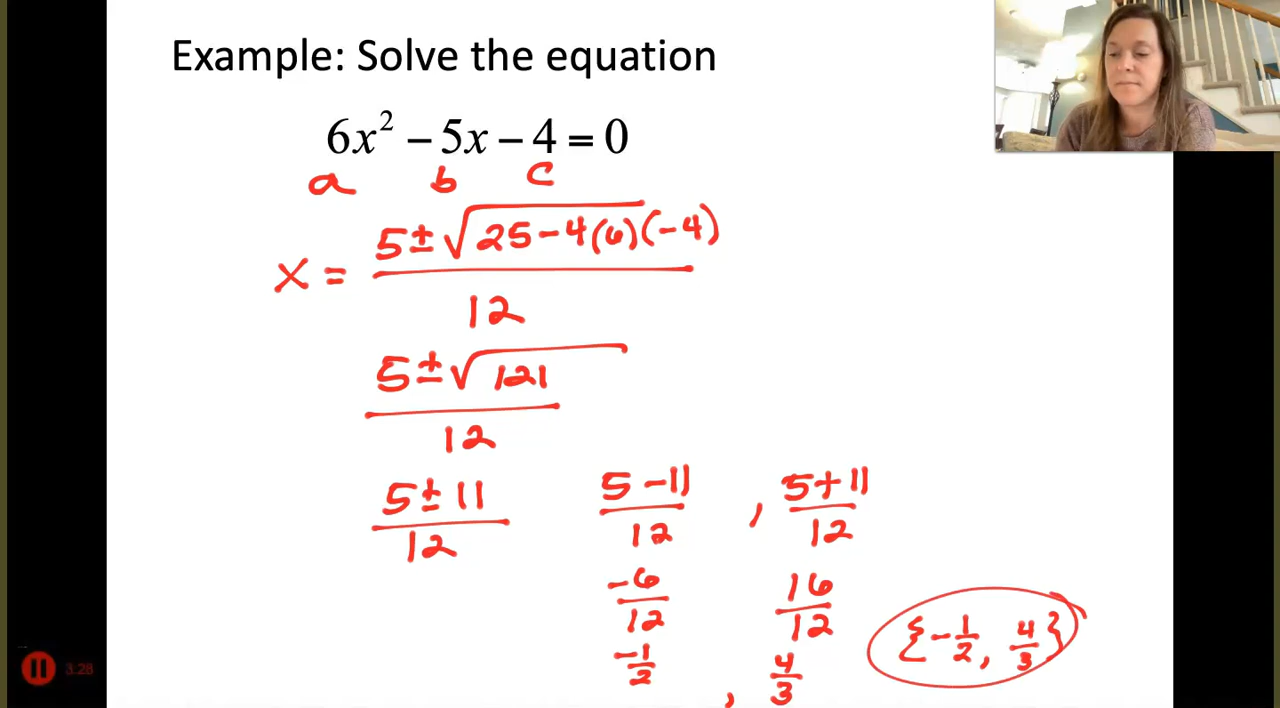 Example: Solve the equation
6x² − 5x − 4 = 0
a b c
x = 5 ± √25 − 4(6)(−4)
12
5 ± √121
12
5 ± 11
12
5 − 11
12
, 5 + 11
12
−6
12
16
12
−1
2
, 4
3
{−1/2, 4/3}
3:28